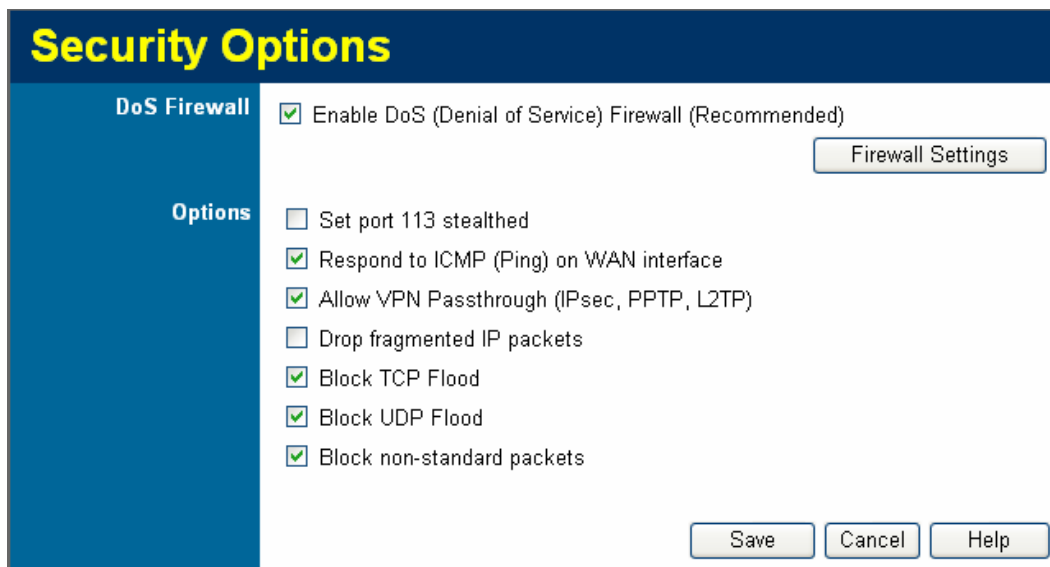 Security Options
DoS Firewall
Enable DoS (Denial of Service) Firewall (Recommended)
Firewall Settings
Options
Set port 113 stealthed
Respond to ICMP (Ping) on WAN interface
Allow VPN Passthrough (IPsec, PPTP, L2TP)
Drop fragmented IP packets
Block TCP Flood
Block UDP Flood
Block non-standard packets
Save
Cancel
Help